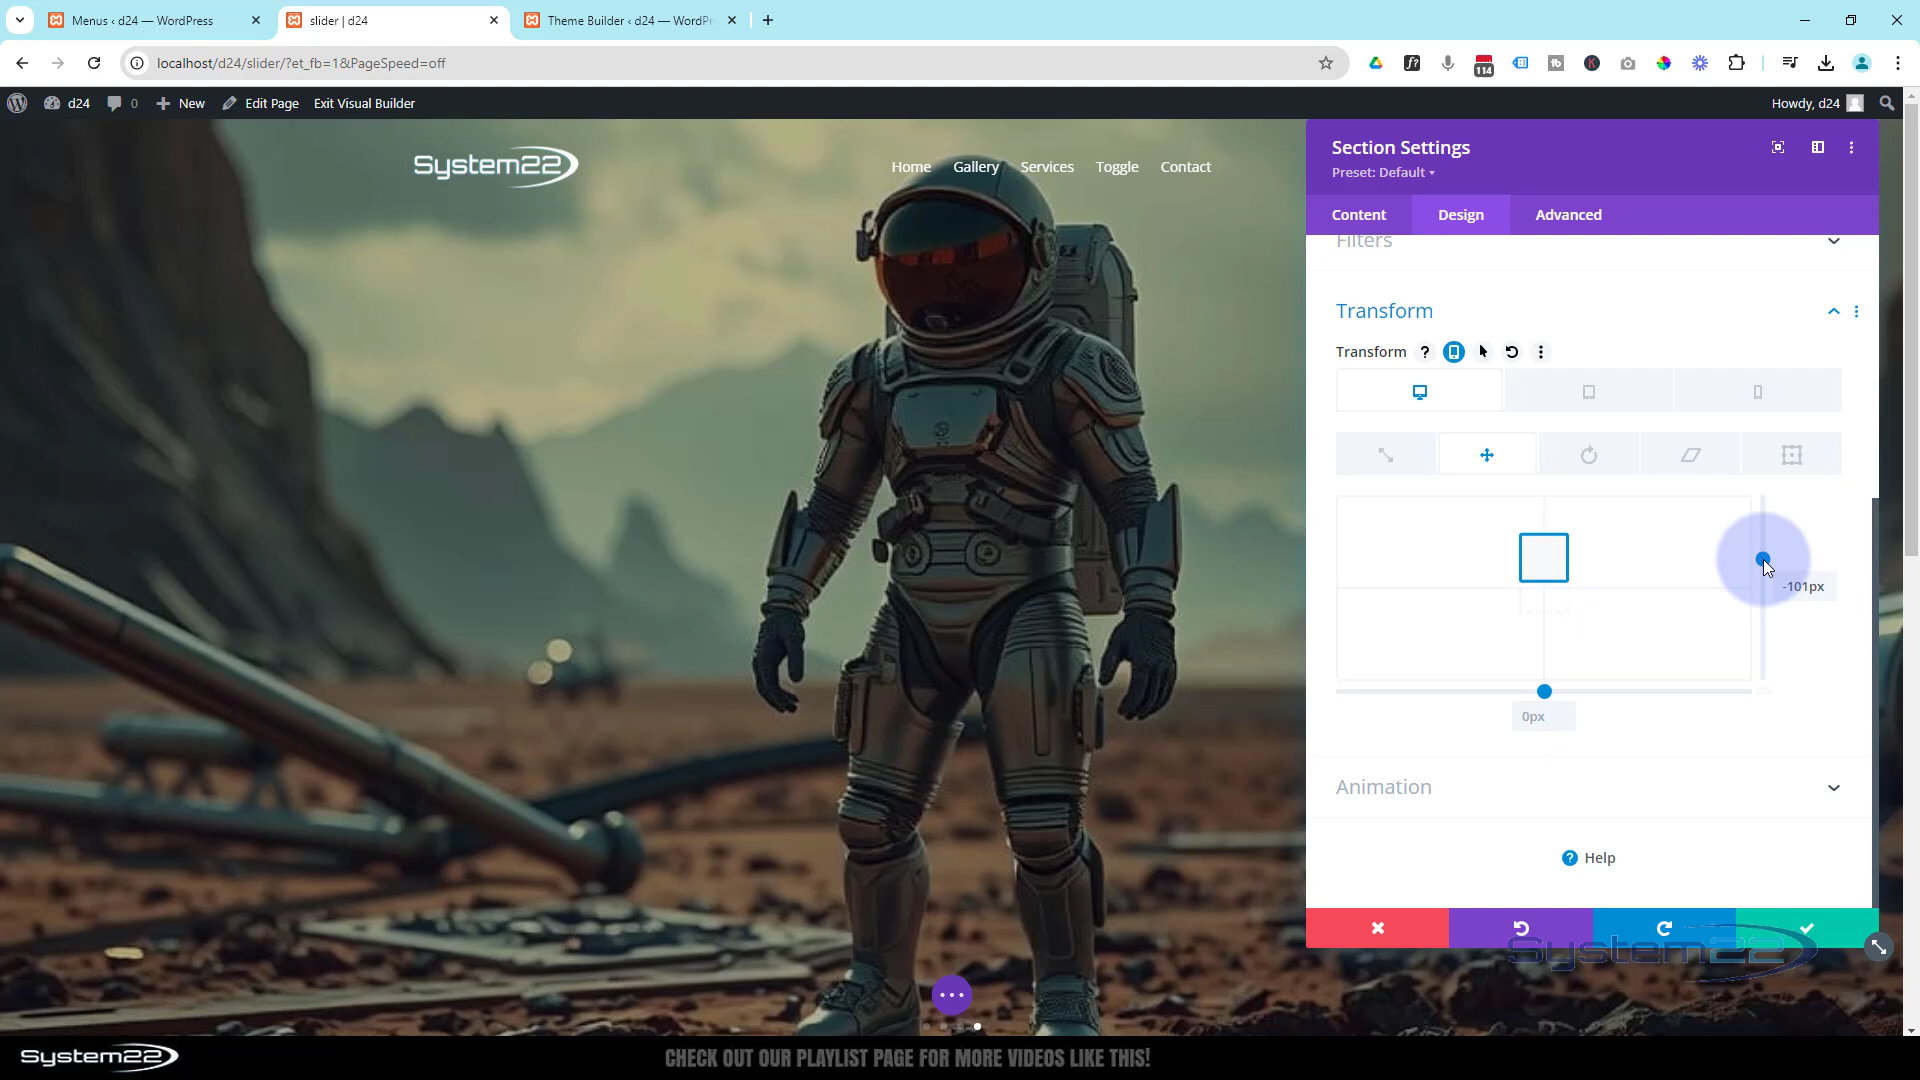 Menus ‹ d24 — WordPress
slider | d24
Theme Builder ‹ d24 — WordPr
localhost/d24/slider/?et_fb=1&PageSpeed=off
114
d24
0
New
Edit Page
Exit Visual Builder
Howdy, d24
System22
Home
Gallery
Services
Toggle
Contact
Section Settings
Preset: Default
Content
Design
Advanced
Filters
Transform
Transform
-101px
0px
Animation
Help
System22
System22
CHECK OUT OUR PLAYLIST PAGE FOR MORE VIDEOS LIKE THIS!